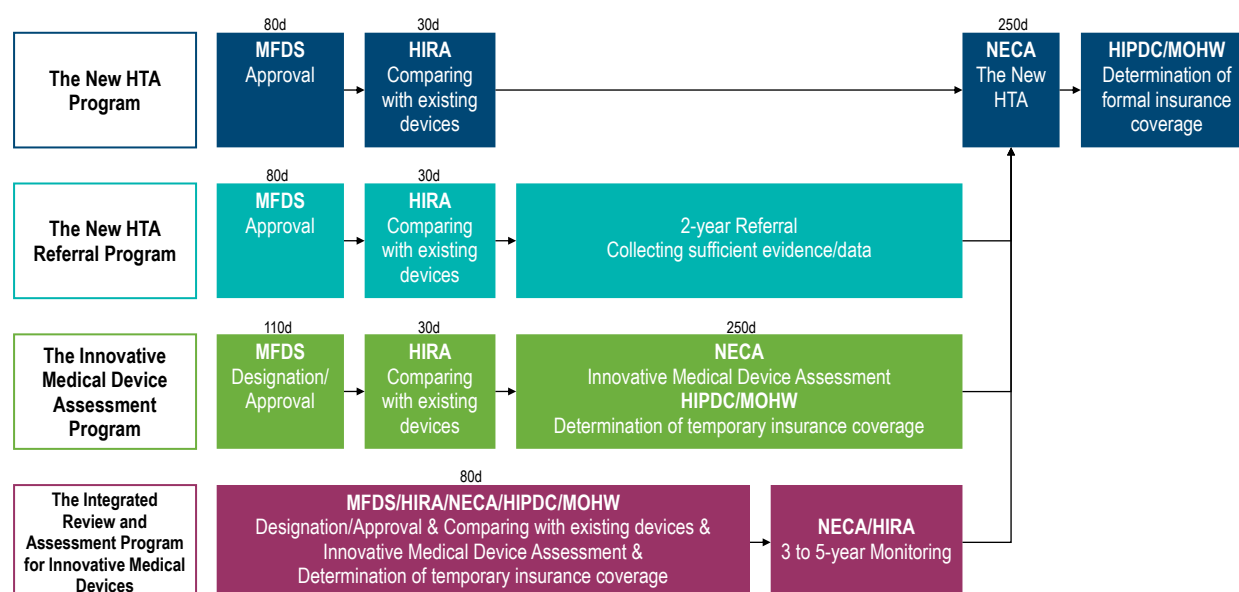 The New HTA
Program
80d
MFDS
Approval
30d
HIRA
Comparing
with existing
devices
250d
NECA
The New
HTA
HIPDC/MOHW
Determination of
formal insurance
coverage
The New HTA
Referral Program
80d
MFDS
Approval
30d
HIRA
Comparing
with existing
devices
2-year Referral
Collecting sufficient evidence/data
The Innovative
Medical Device
Assessment
Program
110d
MFDS
Designation/
Approval
30d
HIRA
Comparing
with existing
devices
250d
NECA
Innovative Medical Device Assessment
HIPDC/MOHW
Determination of temporary insurance coverage
The Integrated
Review and
Assessment Program
for Innovative Medical
Devices
80d
MFDS/HIRA/NECA/HIPDC/MOHW
Designation/Approval & Comparing with existing devices &
Innovative Medical Device Assessment &
Determination of temporary insurance coverage
NECA/HIRA
3 to 5-year Monitoring